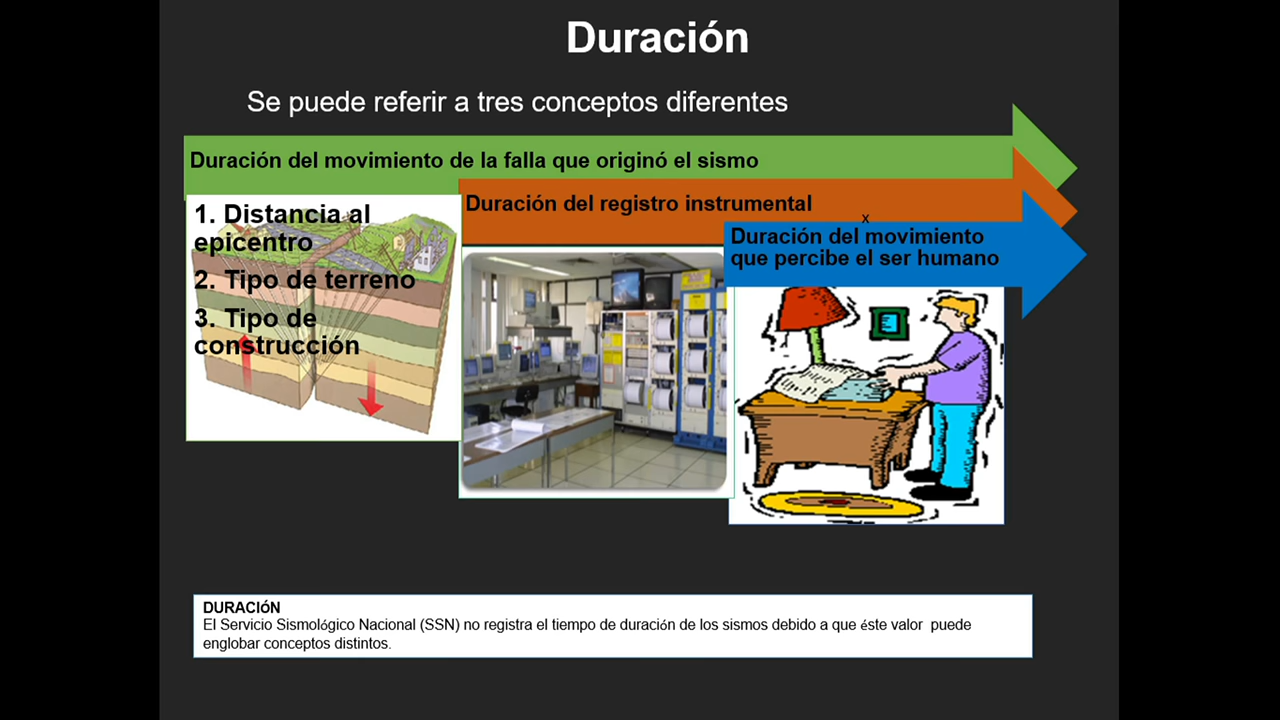 Duración
Se puede referir a tres conceptos diferentes
Duración del movimiento de la falla que originó el sismo
1. Distancia al
epicentro
2. Tipo de terreno
3. Tipo de
construcción
Duración del registro instrumental
x
Duración del movimiento
que percibe el ser humano
DURACIÓN
El Servicio Sismológico Nacional (SSN) no registra el tiempo de duración de los sismos debido a que éste valor puede
englobar conceptos distintos.